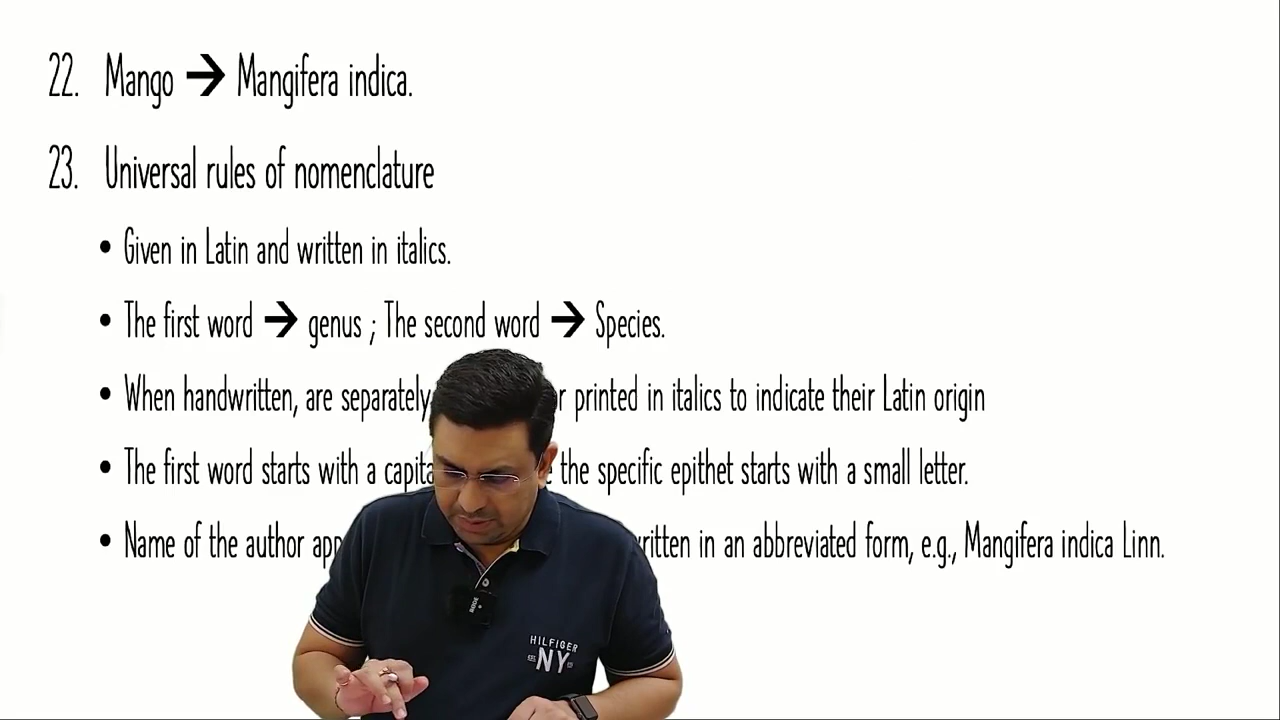 22. Mango → Mangifera indica.
23. Universal rules of nomenclature
• Given in Latin and written in italics.
• The first word → genus ; The second word → Species.
• When handwritten, are separately printed in italics to indicate their Latin origin
• The first word starts with a the specific epithet starts with a small letter.
• Name of the author in an abbreviated form, e.g., Mangifera indica Linn.
HILFIGER
NY
RODE